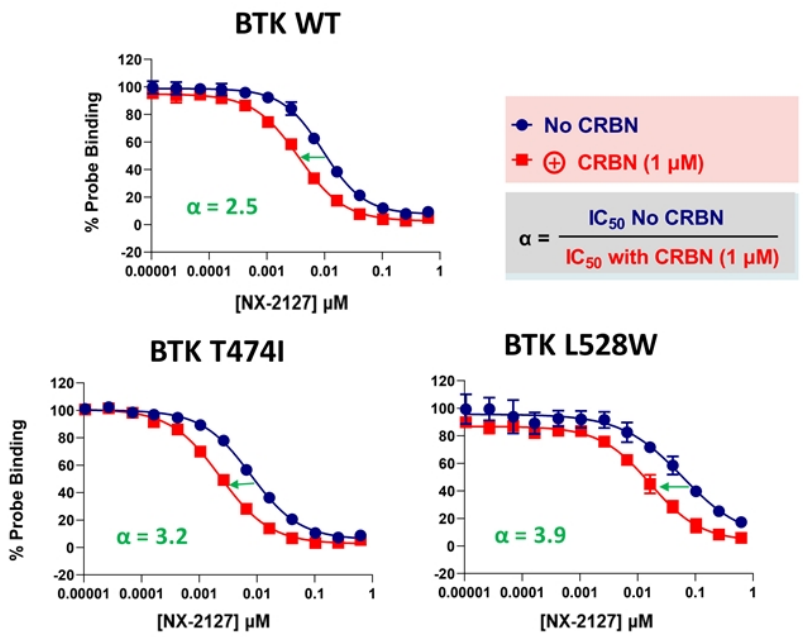 BTK WT
120
100
80
60
40
20
0
-20
% Probe Binding
α = 2.5
0.00001 0.0001 0.001 0.01 0.1 1
[NX-2127] µM
No CRBN
+ CRBN (1 µM)
α = IC50 No CRBN
IC50 with CRBN (1 µM)
BTK T474I
120
100
80
60
40
20
0
-20
% Probe Binding
α = 3.2
0.00001 0.0001 0.001 0.01 0.1 1
[NX-2127] µM
BTK L528W
120
100
80
60
40
20
0
-20
α = 3.9
0.00001 0.0001 0.001 0.01 0.1 1
[NX-2127] µM